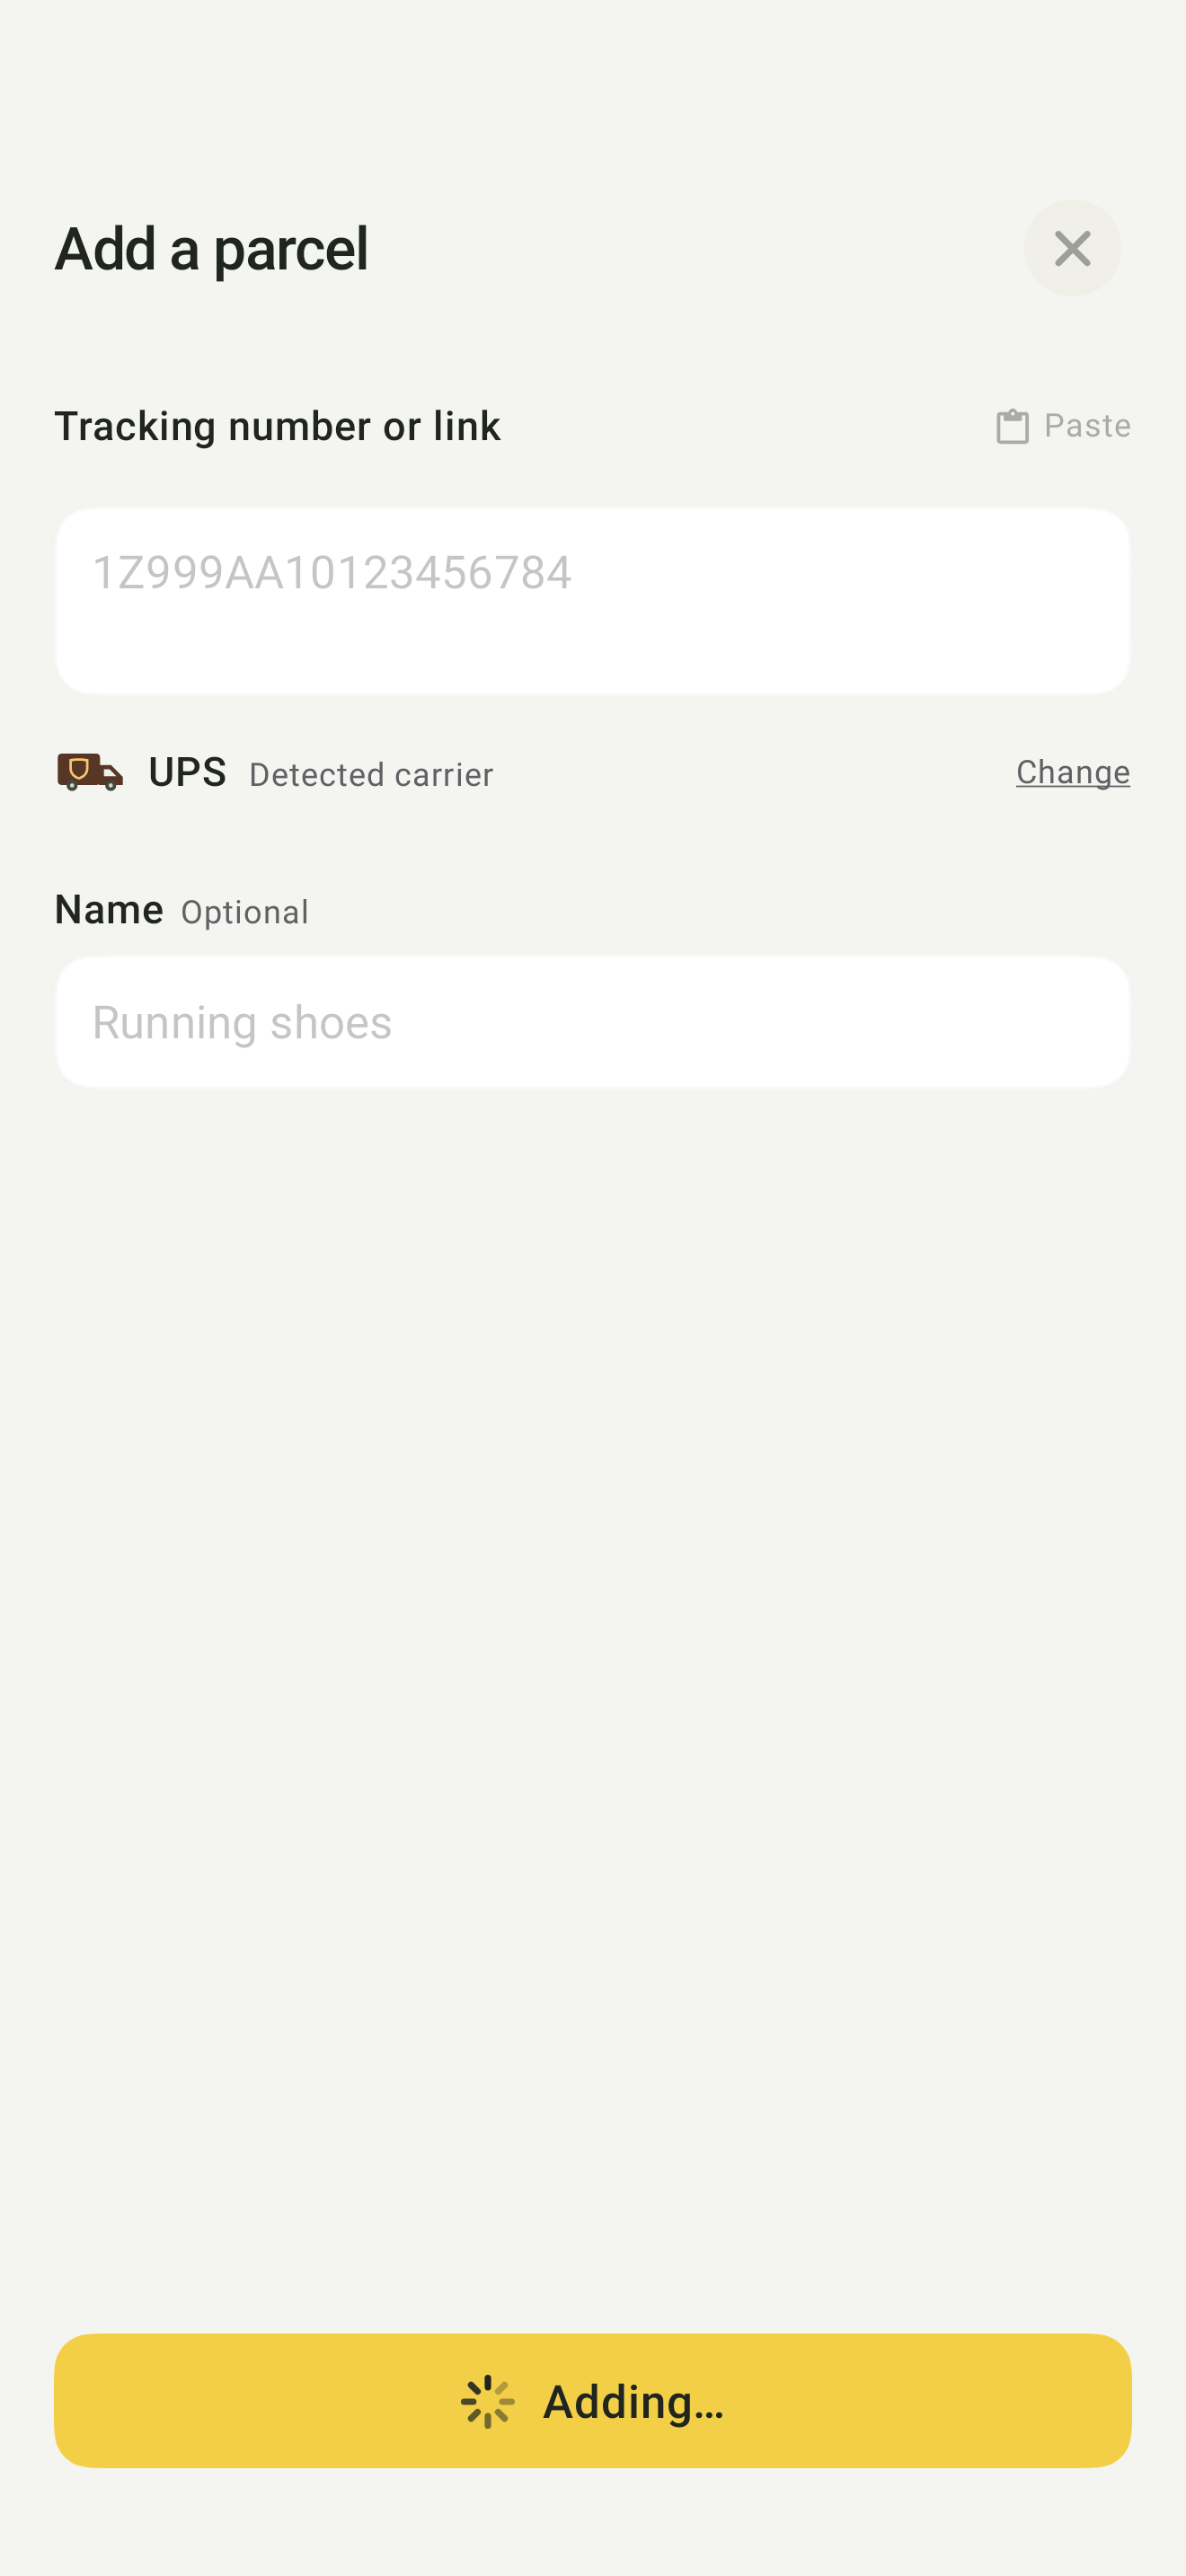 Add a parcel
Tracking number or link
Paste
1Z999AA10123456784
UPS Detected carrier
Change
Name Optional
Running shoes
Adding…